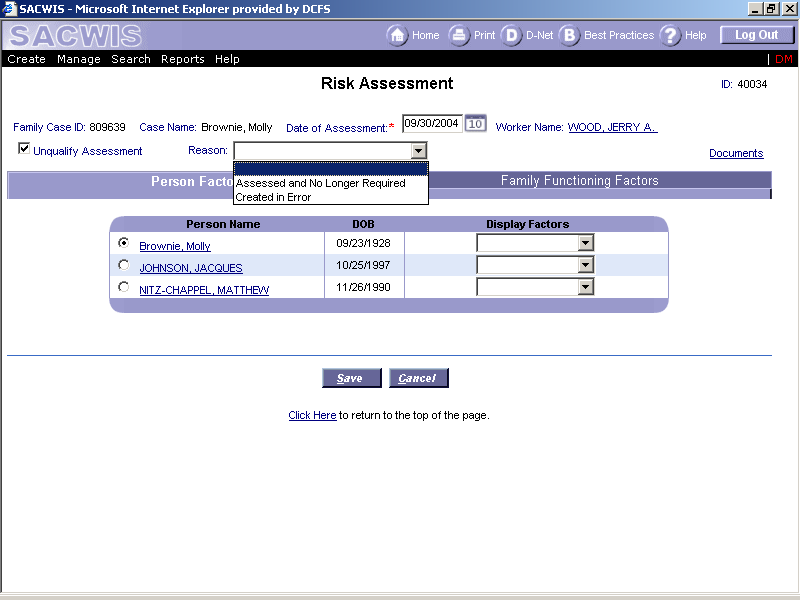 SACWIS - Microsoft Internet Explorer provided by DCFS
SACWIS Home Print D D-Net B Best Practices ? Help Log Out
Create Manage Search Reports Help | DM
Risk Assessment ID: 40034
Family Case ID: 809639 Case Name: Brownie, Molly Date of Assessment:* 09/30/2004 10 Worker Name: WOOD, JERRY A.
Unqualify Assessment Reason: Documents
Assessed and No Longer Required
Created in Error
Person Facto Family Functioning Factors
Person Name DOB Display Factors
Brownie, Molly 09/23/1928
JOHNSON, JACQUES 10/25/1997
NITZ-CHAPPEL, MATTHEW 11/26/1990
Save Cancel
Click Here to return to the top of the page.